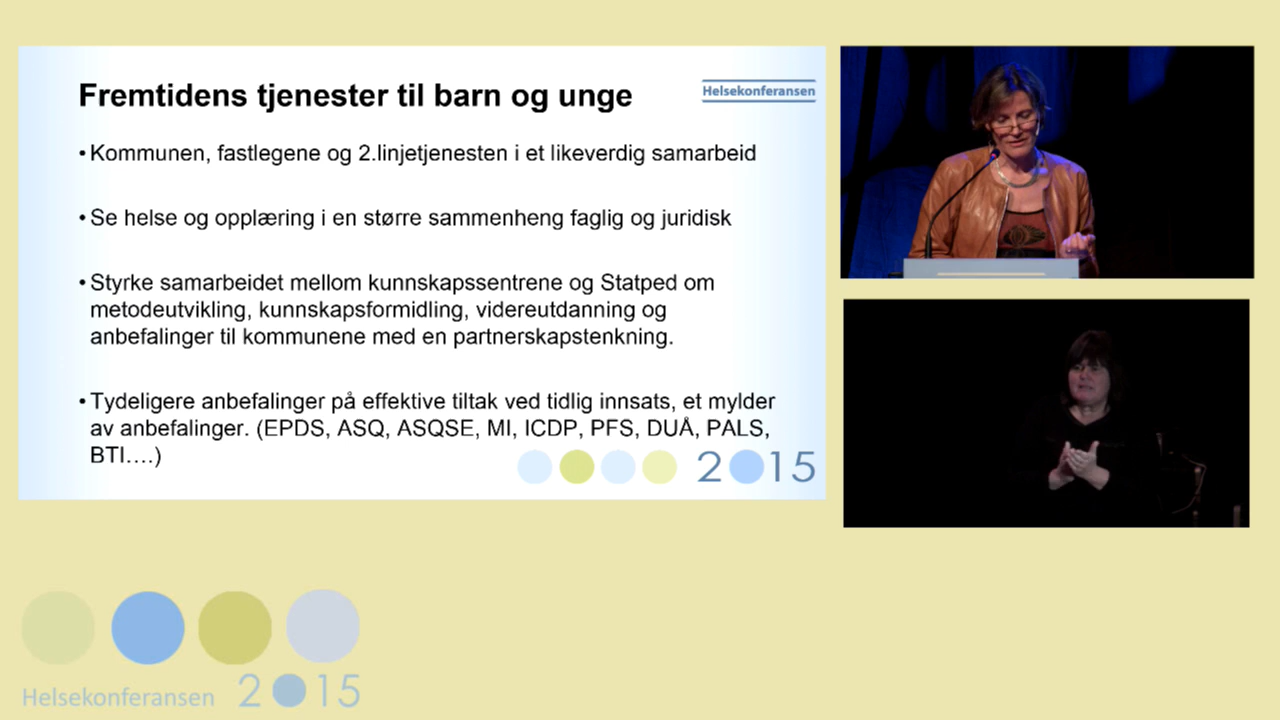 Fremtidens tjenester til barn og unge
Helsekonferansen
• Kommunen, fastlegene og 2.linjetjenesten i et likeverdig samarbeid
• Se helse og opplæring i en større sammenheng faglig og juridisk
• Styrke samarbeidet mellom kunnskapssentrene og Statped om
metodeutvikling, kunnskapsformidling, videreutdanning og
anbefalinger til kommunene med en partnerskapstenkning.
• Tydeligere anbefalinger på effektive tiltak ved tidlig innsats, et mylder
av anbefalinger. (EPDS, ASQ, ASQSE, MI, ICDP, PFS, DUÅ, PALS,
BTI….)
2015
Helsekonferansen 2015